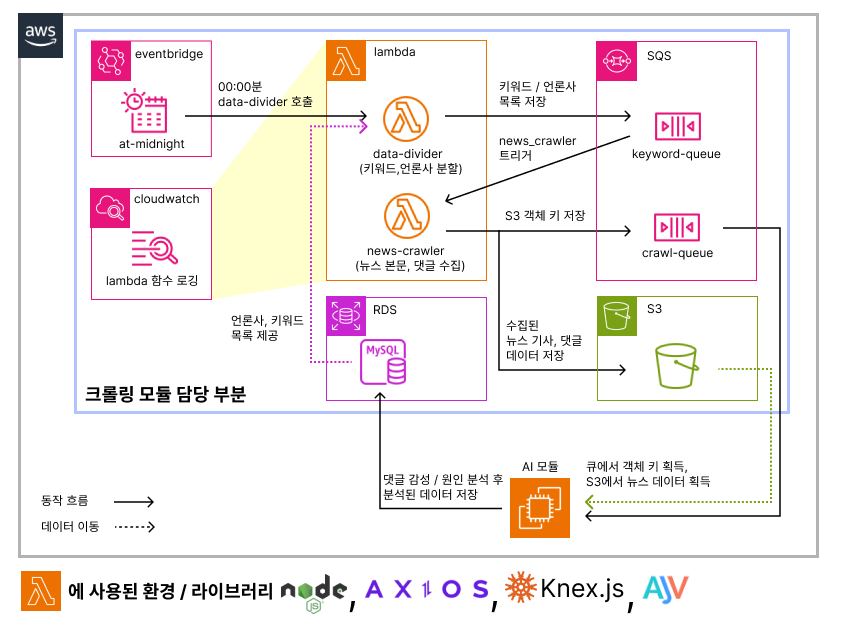 aws
eventbridge
at-midnight
00:00분
data-divider 호출
lambda
data-divider
(키워드,언론사 분할)
news-crawler
(뉴스 본문, 댓글 수집)
키워드 / 언론사
목록 저장
news_crawler
트리거
S3 객체 키 저장
SQS
keyword-queue
crawl-queue
cloudwatch
lambda 함수 로깅
언론사, 키워드
목록 제공
RDS
MySQL
수집된
뉴스 기사, 댓글
데이터 저장
S3
크롤링 모듈 담당 부분
댓글 감성 / 원인 분석 후
분석된 데이터 저장
AI 모듈
큐에서 객체 키 획득,
S3에서 뉴스 데이터 획득
동작 흐름
데이터 이동
에 사용된 환경 / 라이브러리 node JS, AXIOS, Knex.js, AJV